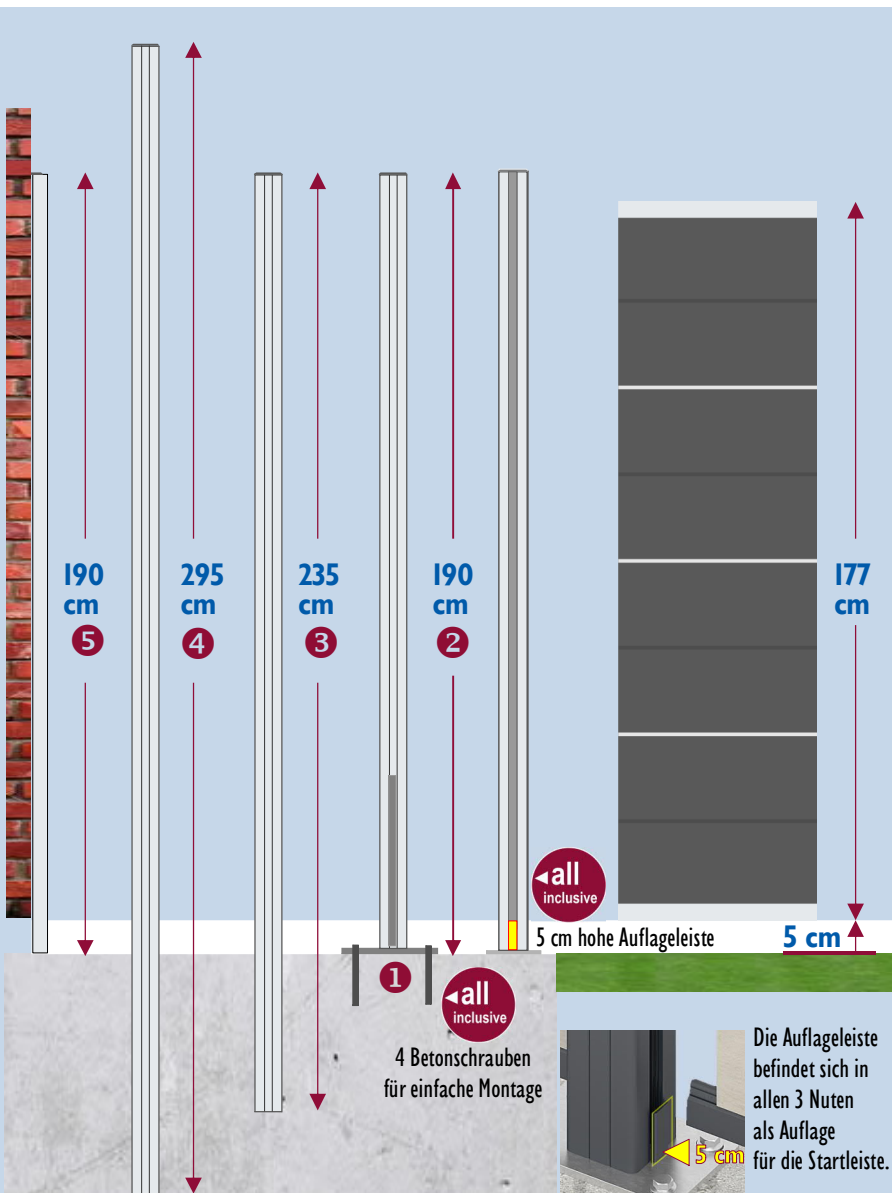 190
cm
5
295
cm
4
235
cm
3
190
cm
2
177
cm
all
inclusive
5 cm hohe Auflageleiste
5 cm
1
all
inclusive
4 Betonschrauben
für einfache Montage
5 cm
Die Auflageleiste
befindet sich in
allen 3 Nuten
als Auflage
für die Startleiste.